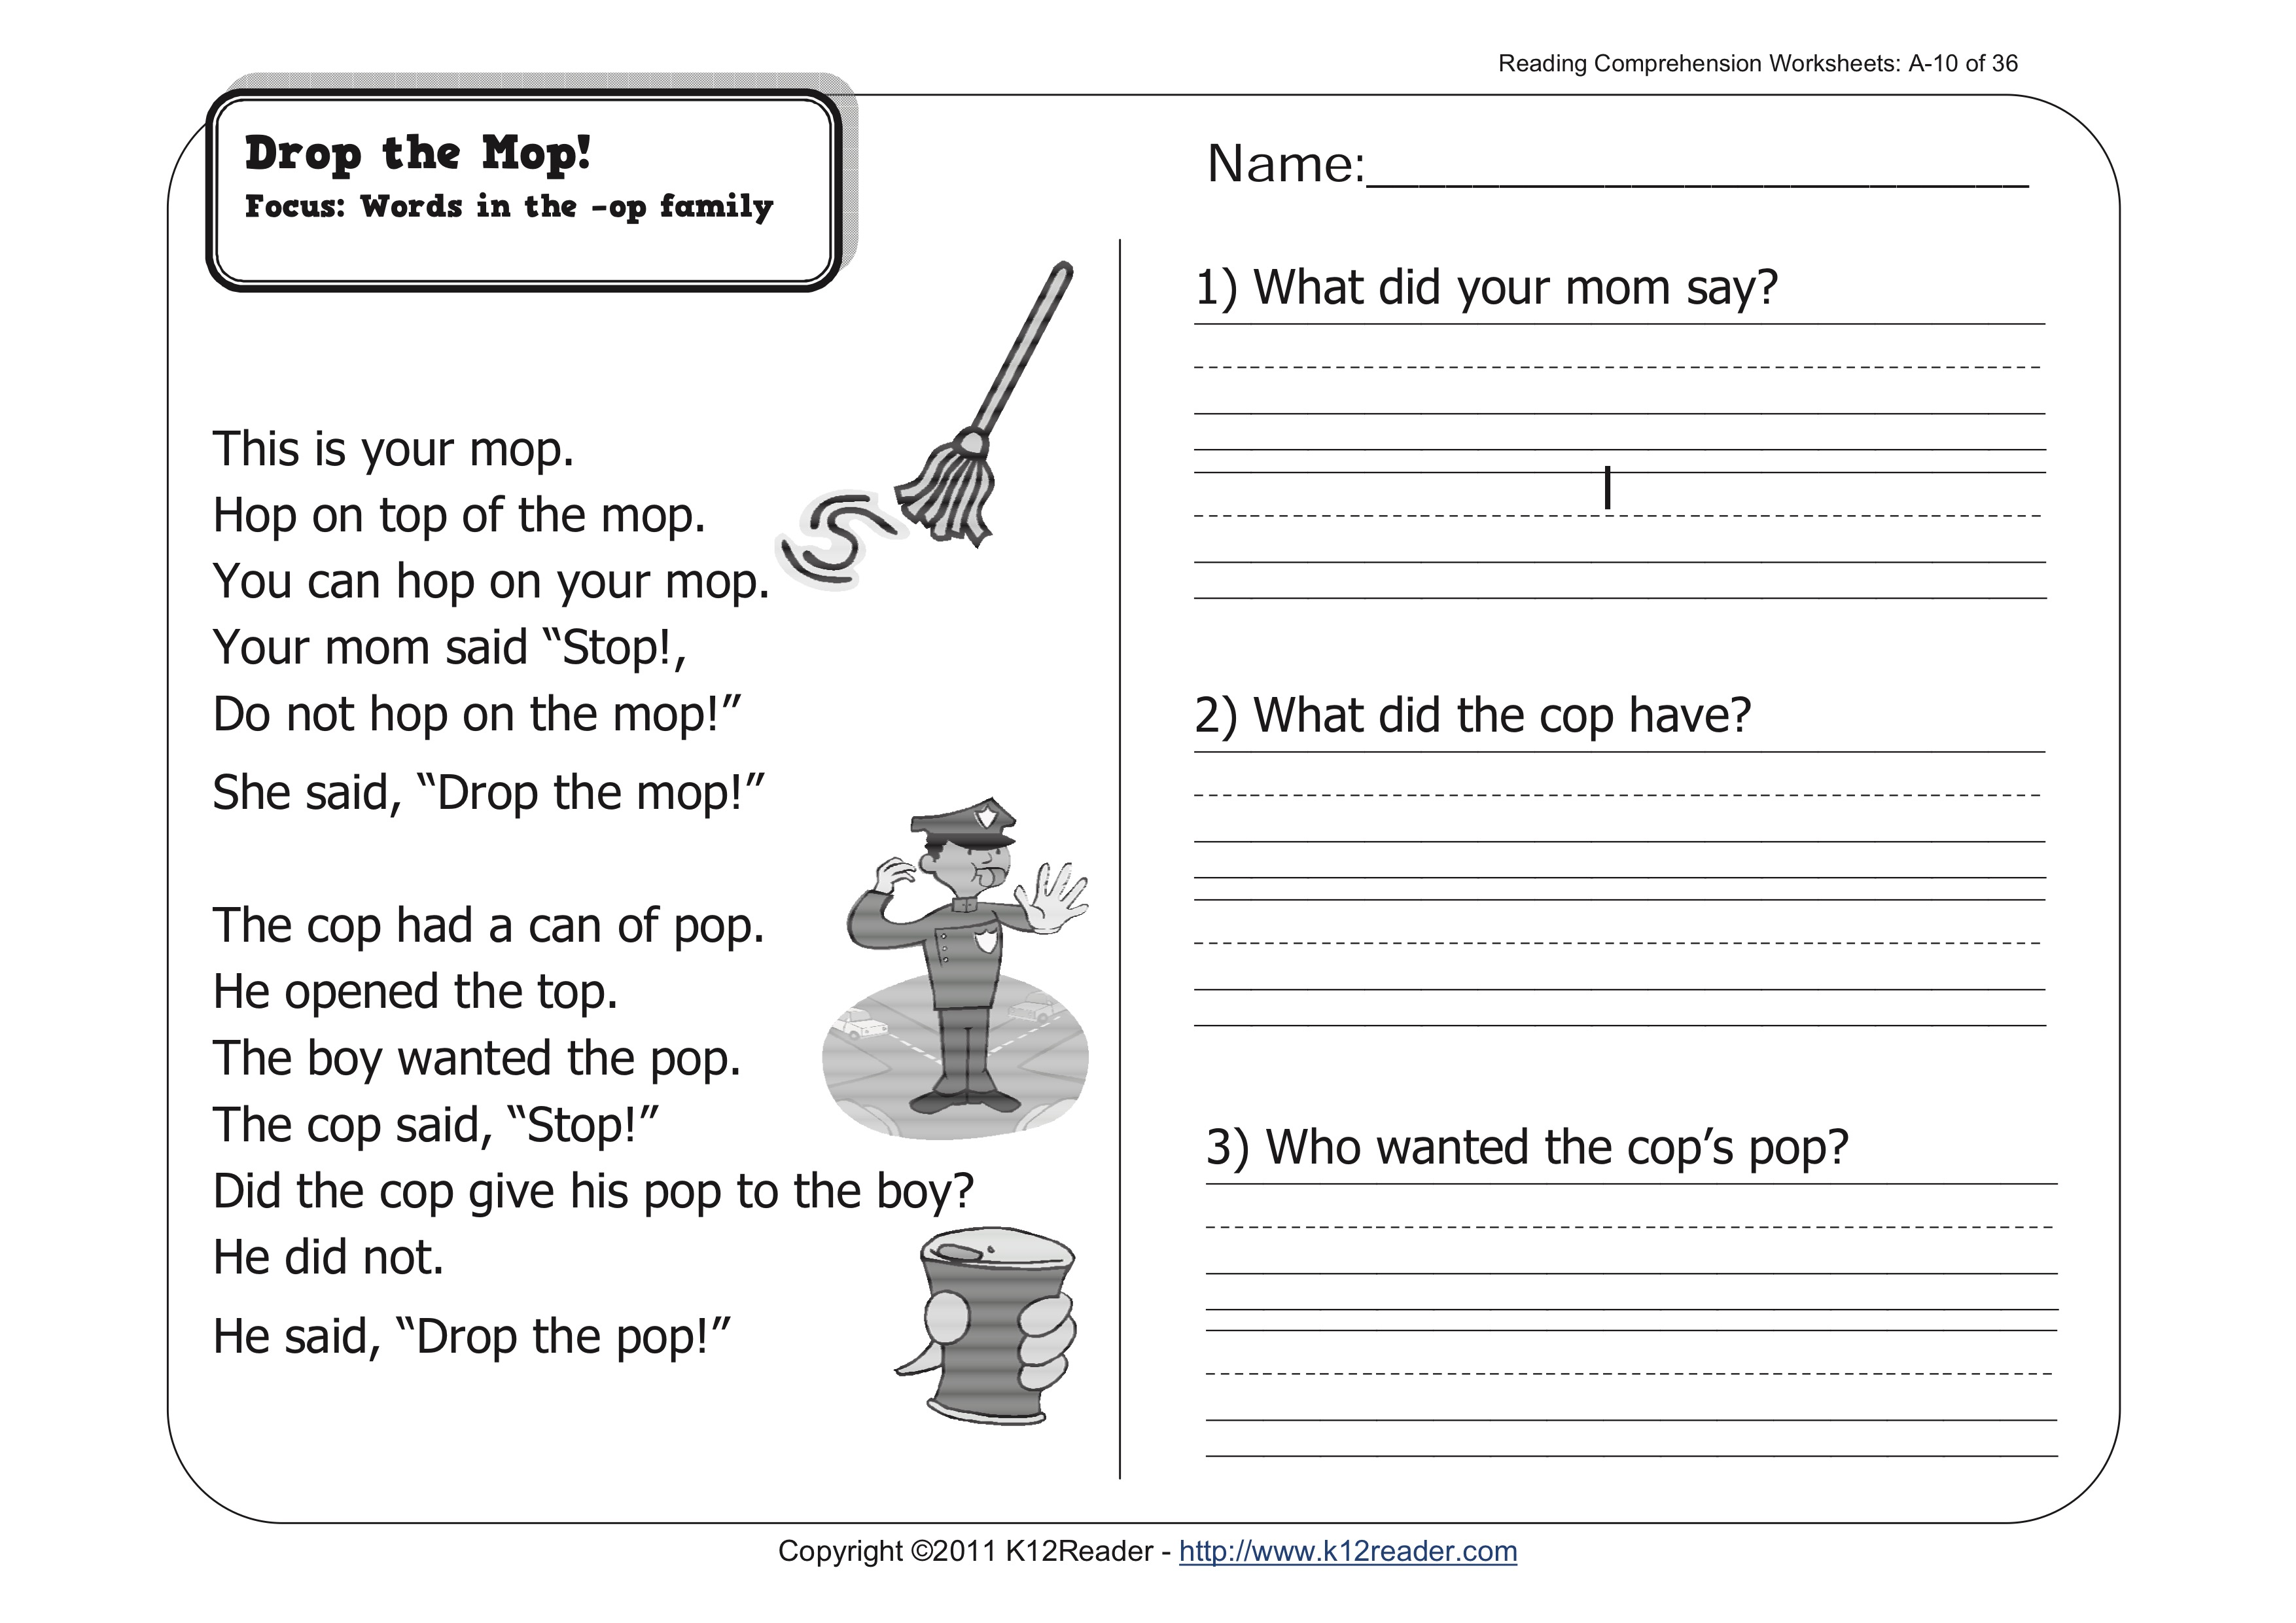 Reading Comprehension Worksheets: A-10 of 36
Drop the Mop!
Focus: Words in the -op family
This is your mop.
Hop on top of the mop.
You can hop on your mop.
Your mom said “Stop!,
Do not hop on the mop!”
She said, “Drop the mop!”
The cop had a can of pop.
He opened the top.
The boy wanted the pop.
The cop said, “Stop!”
Did the cop give his pop to the boy?
He did not.
He said, “Drop the pop!”
Name:_________________________
1) What did your mom say?
2) What did the cop have?
3) Who wanted the cop’s pop?
Copyright ©2011 K12Reader - http://www.k12reader.com